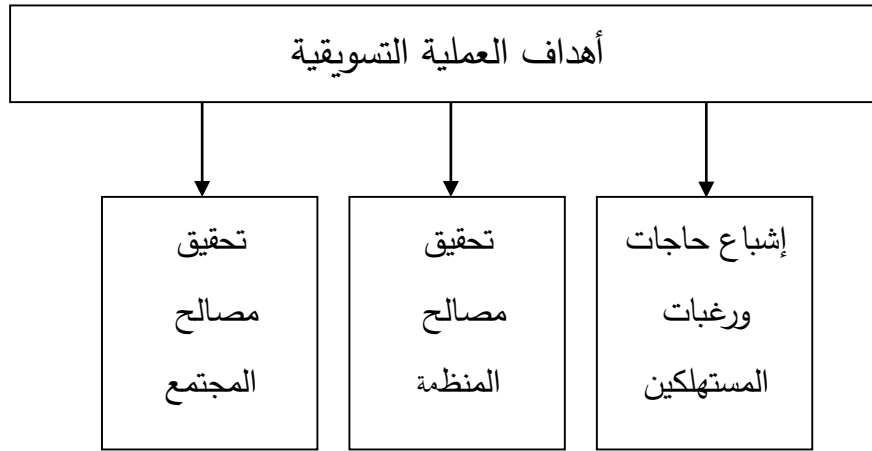 أهداف العملية التسويقية
إشباع حاجات
ورغبات
المستهلكين
تحقيق
مصالح
المنظمة
تحقيق
مصالح
المجتمع